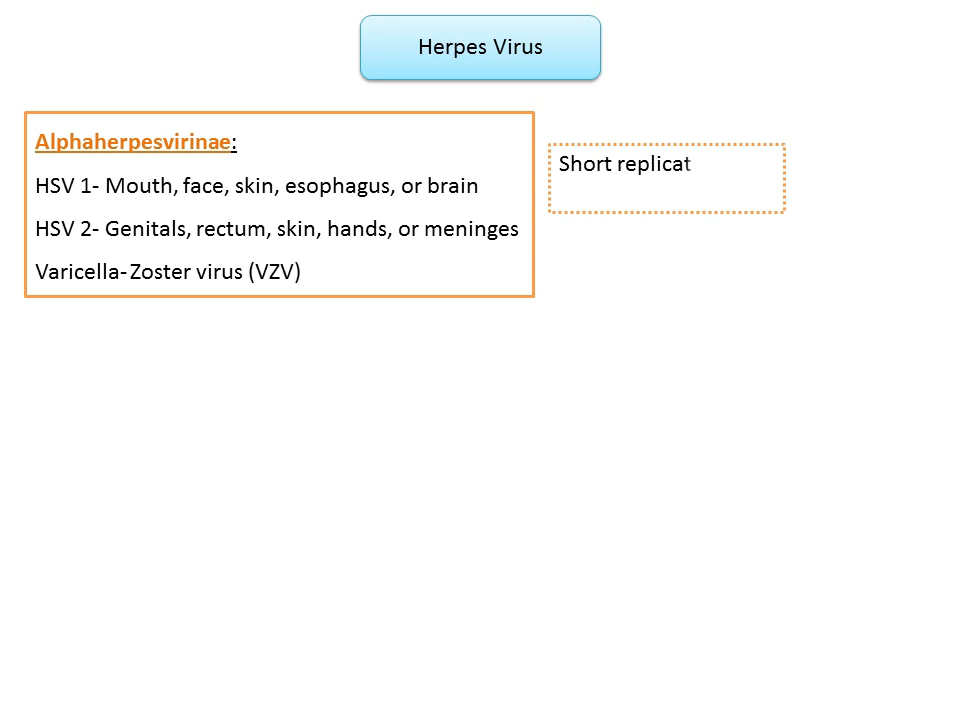 Herpes Virus
Alphaherpesvirinae:
HSV 1- Mouth, face, skin, esophagus, or brain
HSV 2- Genitals, rectum, skin, hands, or meninges
Varicella-Zoster virus (VZV)
Short replicat